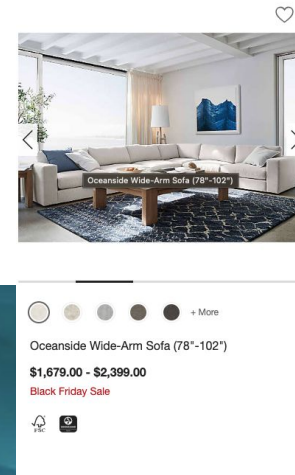 Oceanside Wide-Arm Sofa (78"-102")
+ More
Oceanside Wide-Arm Sofa (78"-102")
$1,679.00 - $2,399.00
Black Friday Sale
FSC